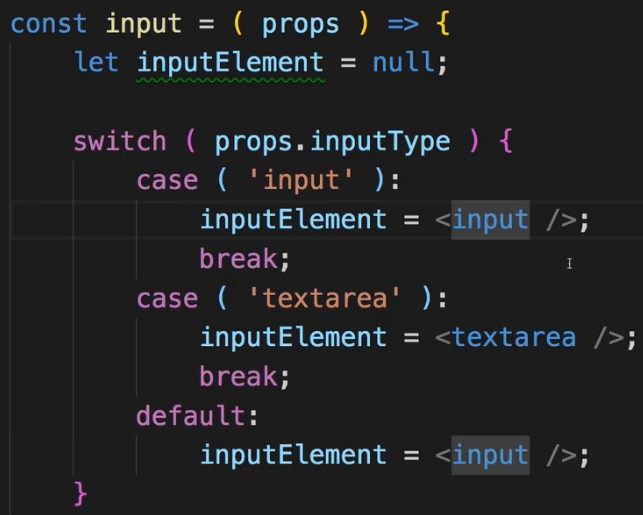 const input = ( props ) => {
let inputElement = null;
switch ( props.inputType ) {
case ( 'input' ):
inputElement = <input />;
break;
case ( 'textarea' ):
inputElement = <textarea />;
break;
default:
inputElement = <input />;
}